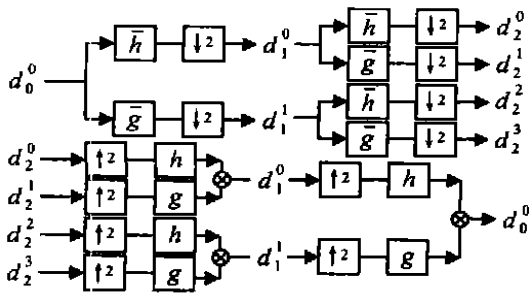 h̄ ↓2 d₁⁰ h̄ ↓2 d₂⁰
d₀⁰ ḡ ↓2 d₂¹
ḡ ↓2 d₁¹ h̄ ↓2 d₂²
ḡ ↓2 d₂³
d₂⁰ ↑2 h
d₂¹ ↑2 g d₁⁰ ↑2 h
d₂² ↑2 h d₀⁰
d₂³ ↑2 g d₁¹ ↑2 g